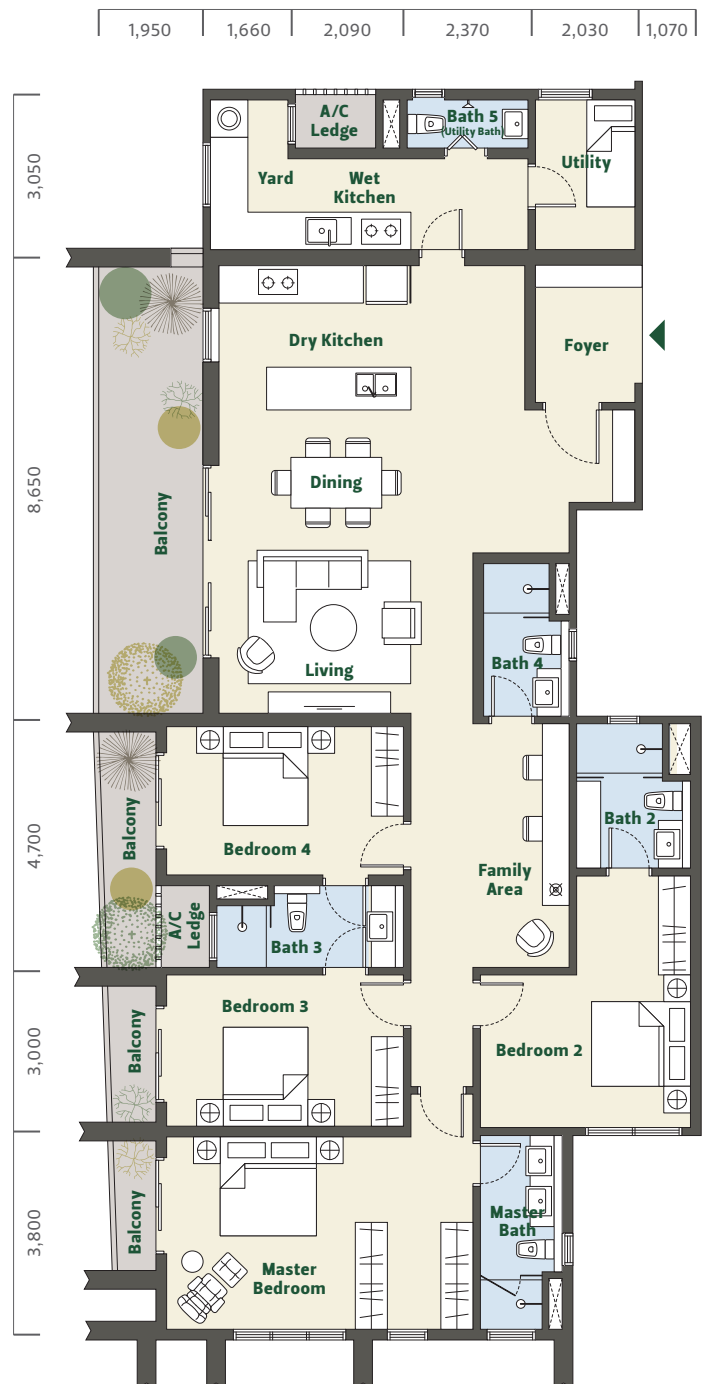 1,950
1,660
2,090
2,370
2,030
1,070
3,050
8,650
4,700
3,000
3,800
A/C
Ledge
Bath 5
(Utility Bath)
Utility
Yard
Wet
Kitchen
Dry Kitchen
Foyer
Dining
Balcony
Living
Bath 4
Bath 2
Balcony
Bedroom 4
Family
Area
A/C
Ledge
Bath 3
Bedroom 3
Balcony
Bedroom 2
Balcony
Master
Bath
Master
Bedroom